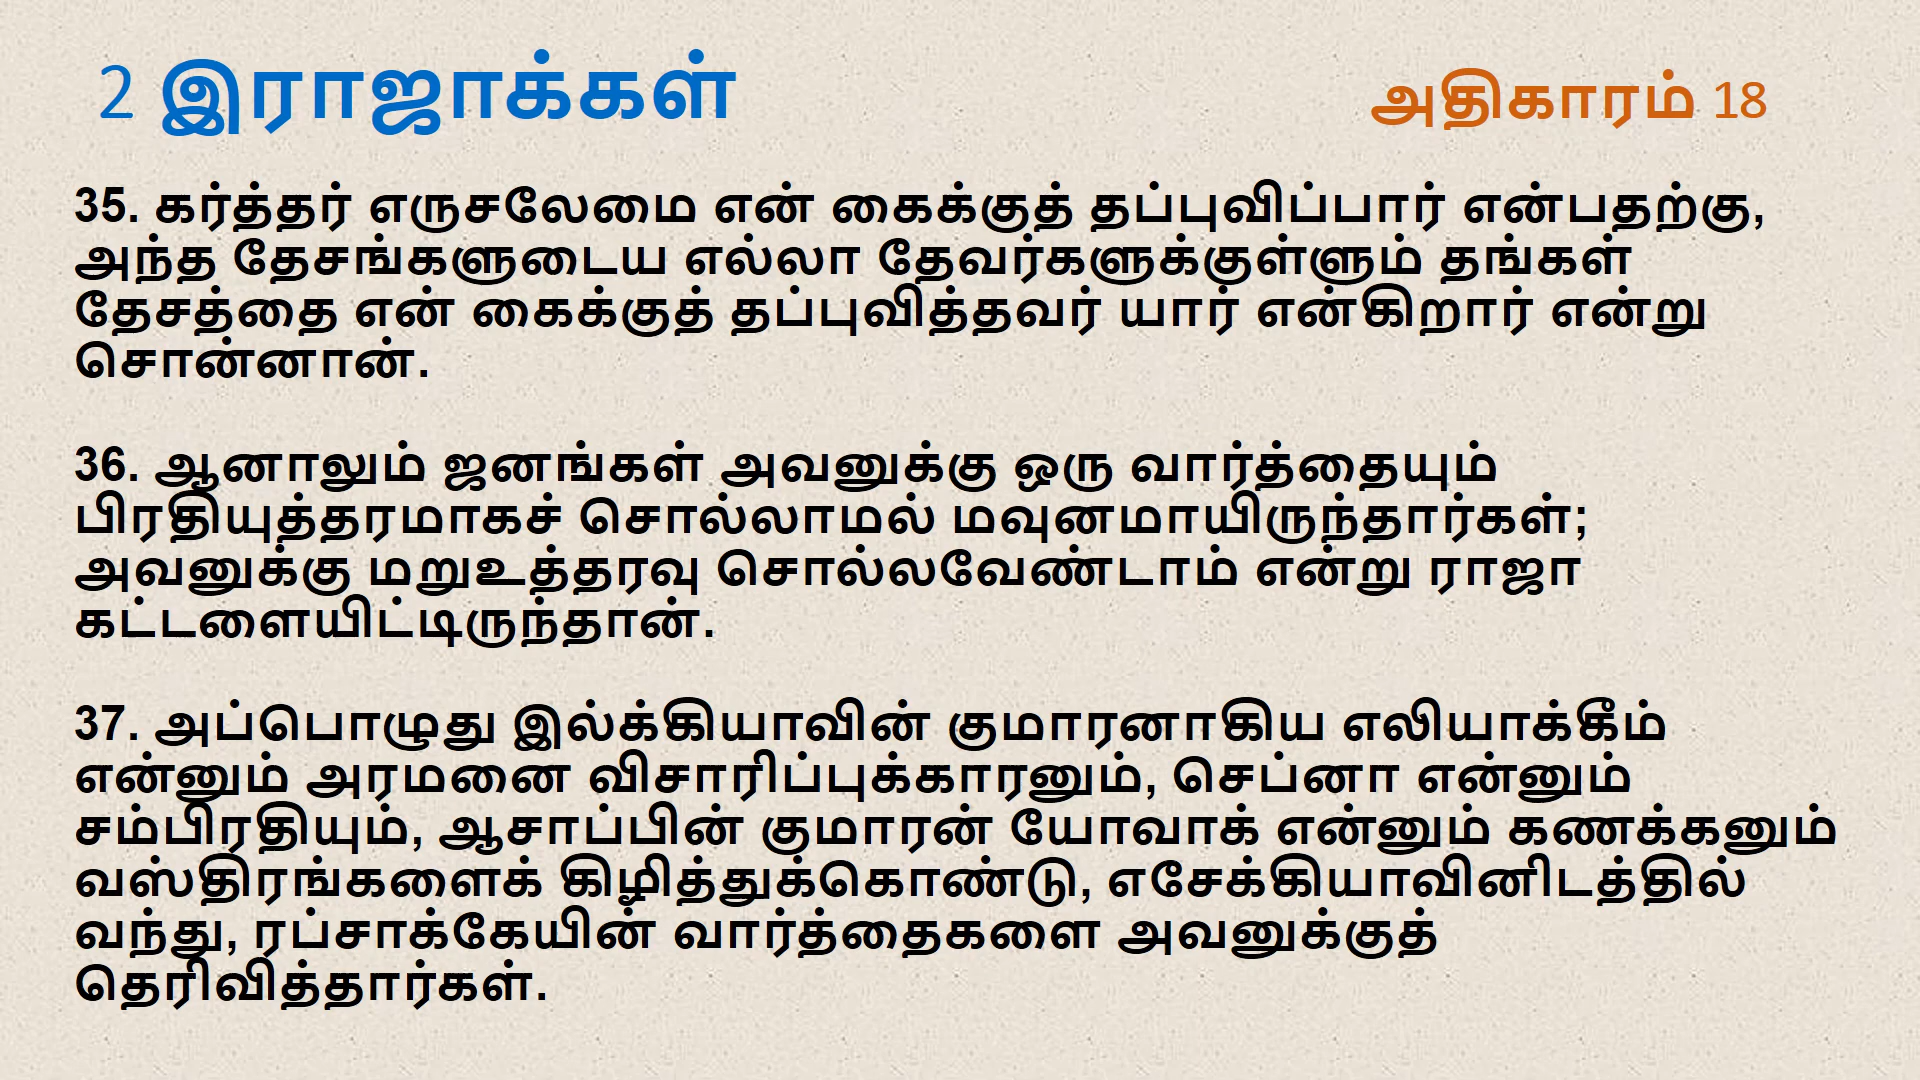 2 இராஜாக்கள்
அதிகாரம் 18
35. கர்த்தர் எருசலேமை என் கைக்குத் தப்புவிப்பார் என்பதற்கு,
அந்த தேசங்களுடைய எல்லா தேவர்களுக்குள்ளும் தங்கள்
தேசத்தை என் கைக்குத் தப்புவித்தவர் யார் என்கிறார் என்று
சொன்னான்.
36. ஆனாலும் ஜனங்கள் அவனுக்கு ஒரு வார்த்தையும்
பிரதியுத்தரமாகச் சொல்லாமல் மவுனமாயிருந்தார்கள்;
அவனுக்கு மறுஉத்தரவு சொல்லவேண்டாம் என்று ராஜா
கட்டளையிட்டிருந்தான்.
37. அப்பொழுது இல்க்கியாவின் குமாரனாகிய எலியாக்கீம்
என்னும் அரமனை விசாரிப்புக்காரனும், செப்னா என்னும்
சம்பிரதியும், ஆசாப்பின் குமாரன் யோவாக் என்னும் கணக்கனும்
வஸ்திரங்களைக் கிழித்துக்கொண்டு, எசேக்கியாவினிடத்தில்
வந்து, ரப்சாக்கேயின் வார்த்தைகளை அவனுக்குத்
தெரிவித்தார்கள்.